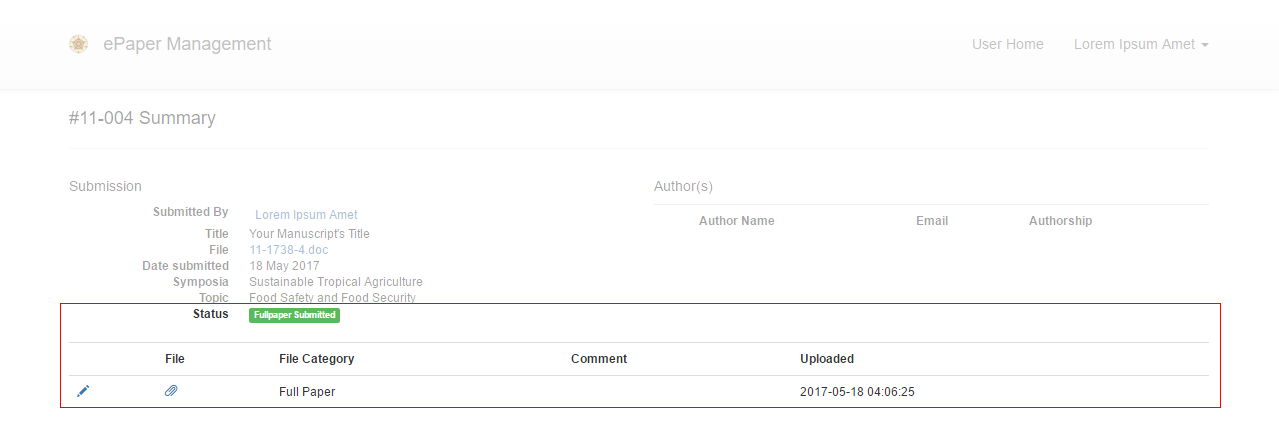 ePaper Management User Home Lorem Ipsum Amet
#11-004 Summary
Submission
Submitted By Lorem Ipsum Amet
Title Your Manuscript's Title
File 11-1738-4.doc
Date submitted 18 May 2017
Symposia Sustainable Tropical Agriculture
Topic Food Safety and Food Security
Status Fullpaper Submitted
Author(s)
Author Name Email Authorship
File File Category Comment Uploaded
Full Paper 2017-05-18 04:06:25